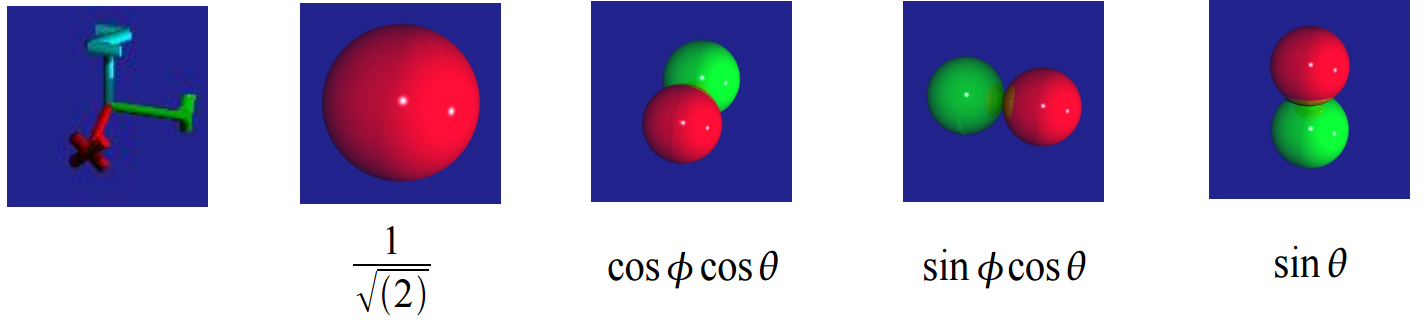 Z
Y
X
1/√(2)
cos ϕ cos θ
sin ϕ cos θ
sin θ